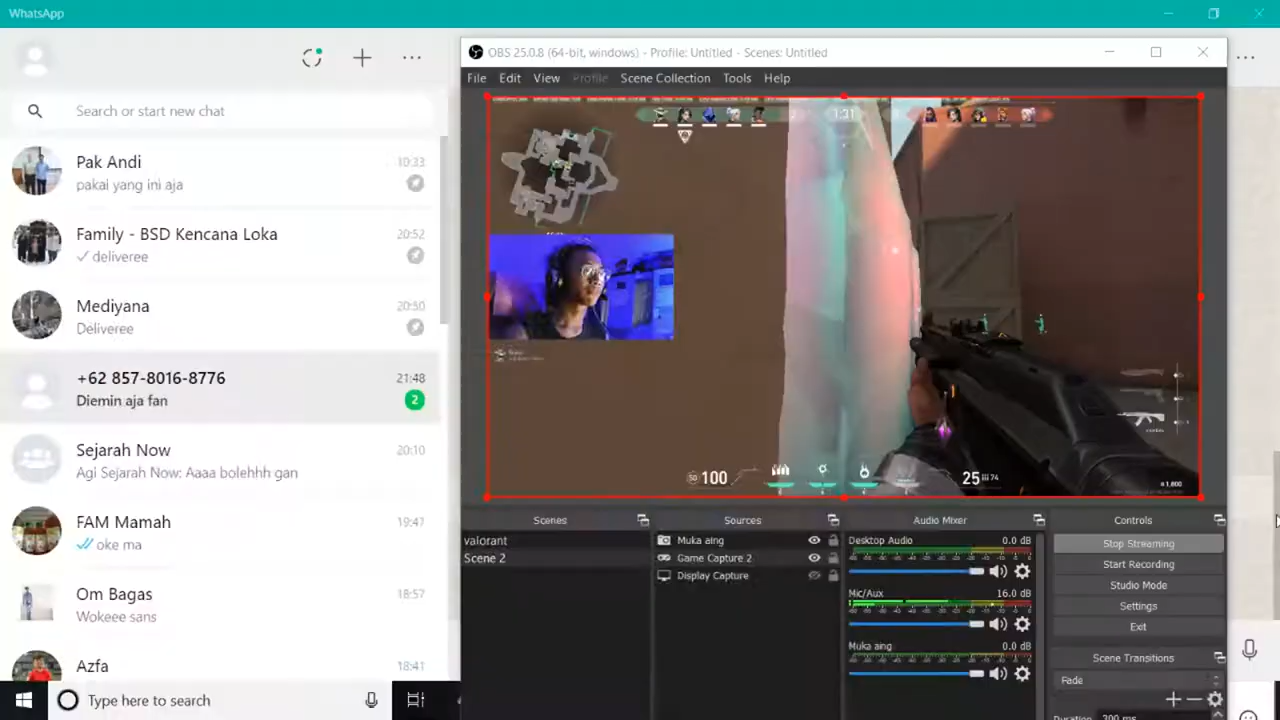 WhatsApp
Search or start new chat
Pak Andi
10:33
pakai yang ini aja
Family - BSD Kencana Loka
20:52
deliveree
Mediyana
20:50
Deliveree
+62 857-8016-8776
21:48
Diemin aja fan
2
Sejarah Now
20:10
Agi Sejarah Now: Aaaa bolehhh gan
FAM Mamah
19:47
oke ma
Om Bagas
18:57
Wokeee sans
Azfa
18:41
Type here to search
OBS 25.0.8 (64-bit, windows) - Profile: Untitled - Scenes: Untitled
File Edit View Profile Scene Collection Tools Help
1:21
100
25 74
Scenes
valorant
Scene 2
Sources
Muka aing
Game Capture 2
Display Capture
Audio Mixer
Desktop Audio 0.0 dB
Mic/Aux 16.0 dB
Muka aing 0.0 dB
Controls
Stop Streaming
Start Recording
Studio Mode
Settings
Exit
Scene Transitions
Fade
Duration 300 ms